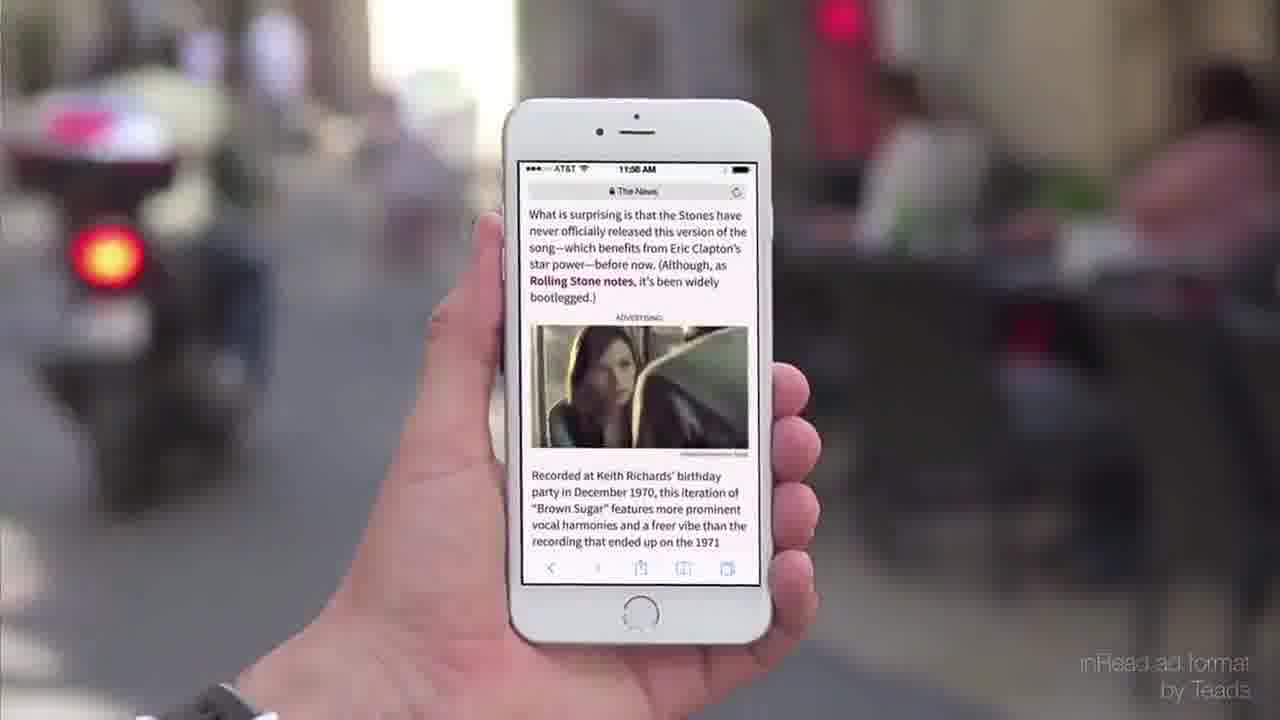 AT&T
11:50 AM
The News
What is surprising is that the Stones have
never officially released this version of the
song—which benefits from Eric Clapton's
star power—before now. (Although, as
Rolling Stone notes, it's been widely
bootlegged.)
ADVERTISING
Recorded at Keith Richards' birthday
party in December 1970, this iteration of
"Brown Sugar" features more prominent
vocal harmonies and a freer vibe than the
recording that ended up on the 1971
inRead ad format
by Teads